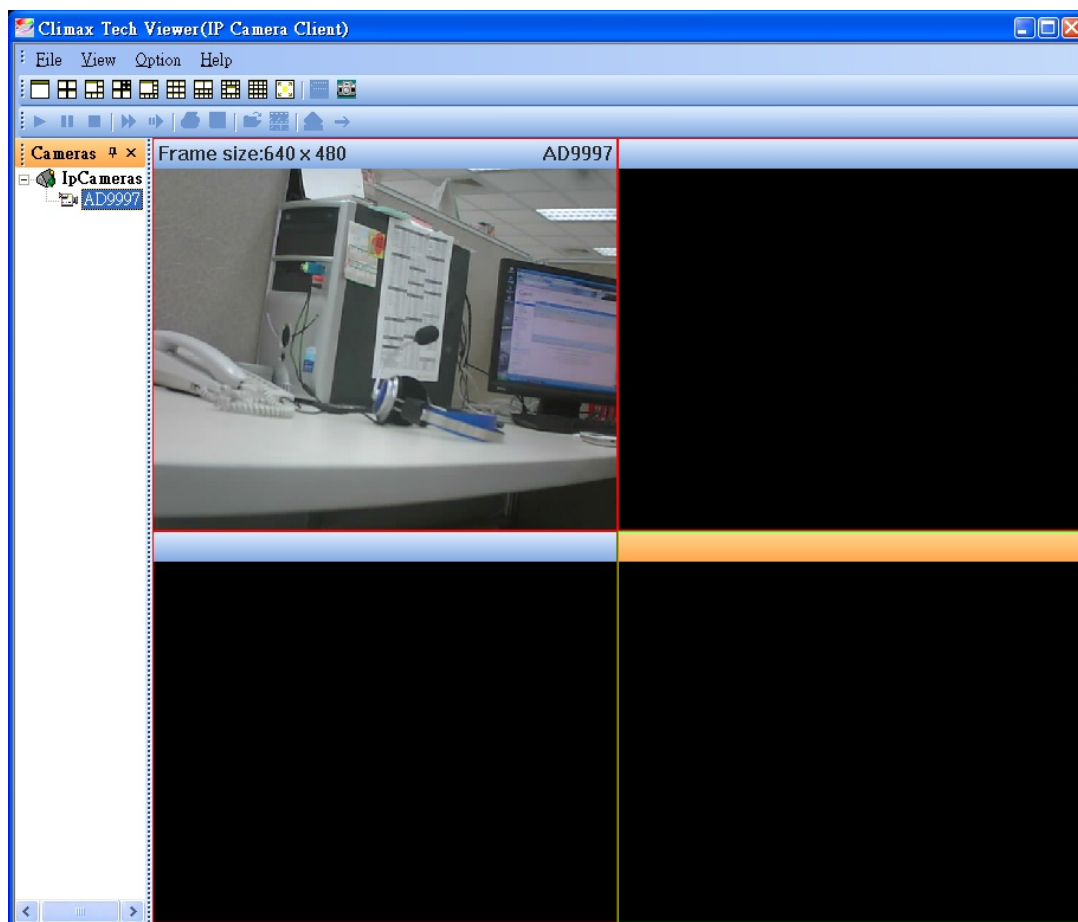 Climax Tech Viewer(IP Camera Client)
File View Option Help
Cameras
Frame size:640 x 480 AD9997
IpCameras
AD9997